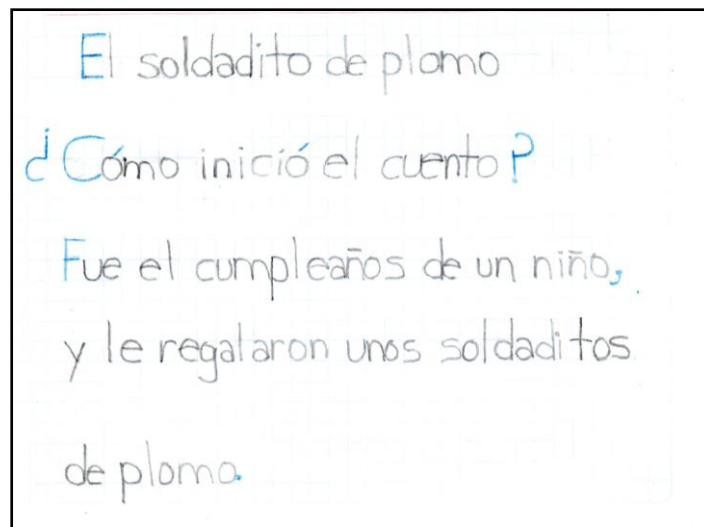 El soldadito de plomo
¿Cómo inició el cuento?
Fue el cumpleaños de un niño,
y le regalaron unos soldaditos
de plomo.